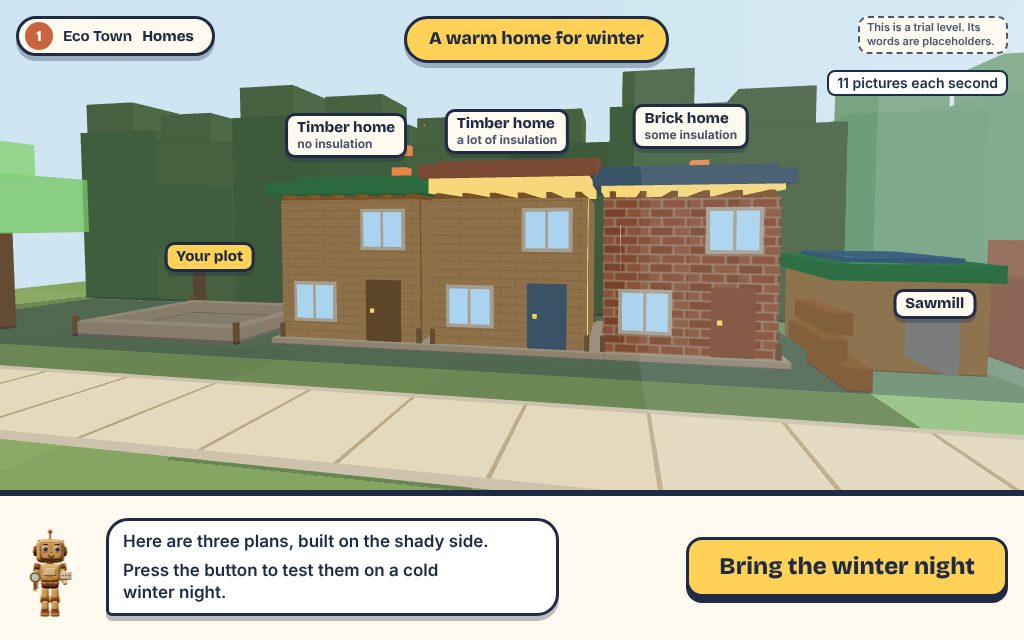 1 Eco Town Homes
A warm home for winter
This is a trial level. Its
words are placeholders.
11 pictures each second
Timber home
no insulation
Timber home
a lot of insulation
Brick home
some insulation
Your plot
Sawmill
Here are three plans, built on the shady side.
Press the button to test them on a cold
winter night.
Bring the winter night